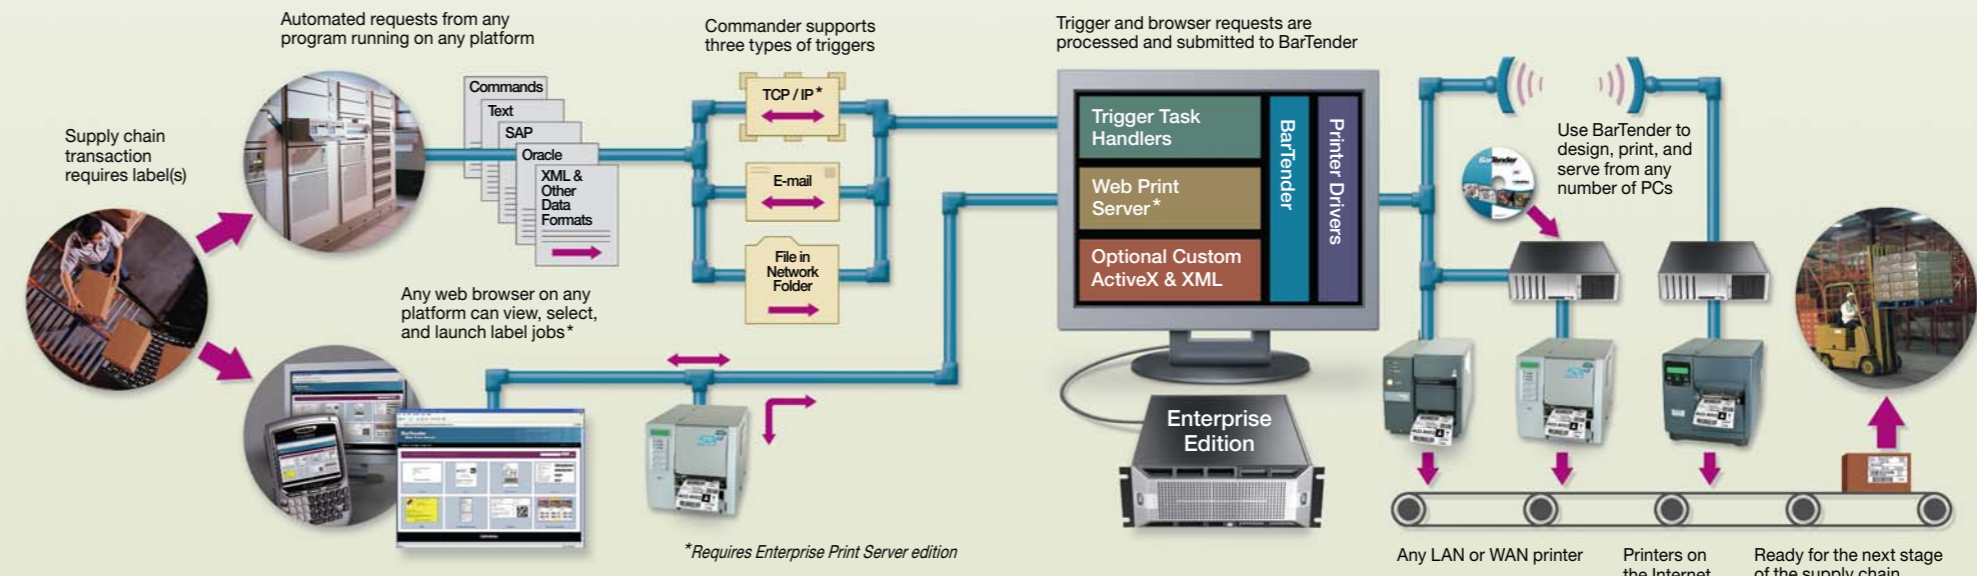 Automated requests from any
program running on any platform
Commander supports
three types of triggers
Trigger and browser requests are
processed and submitted to BarTender
Supply chain
transaction
requires label(s)
Commands
Text
SAP
Oracle
XML &
Other
Data
Formats
TCP / IP*
E-mail
File in
Network
Folder
Trigger Task
Handlers
Web Print
Server*
Optional Custom
ActiveX & XML
BarTender
Printer Drivers
Use BarTender to
design, print, and
serve from any
number of PCs
BarTender
Any web browser on any
platform can view, select,
and launch label jobs*
Enterprise
Edition
*Requires Enterprise Print Server edition
Any LAN or WAN printer
Printers on
the Internet
Ready for the next stage
of the supply chain